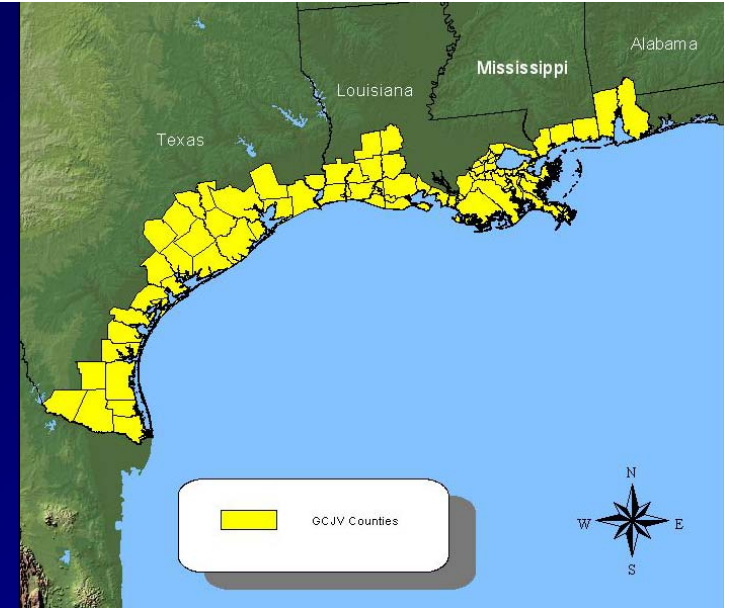 Alabama
Mississippi
Louisiana
Texas
GCJV Counties
N
W E
S